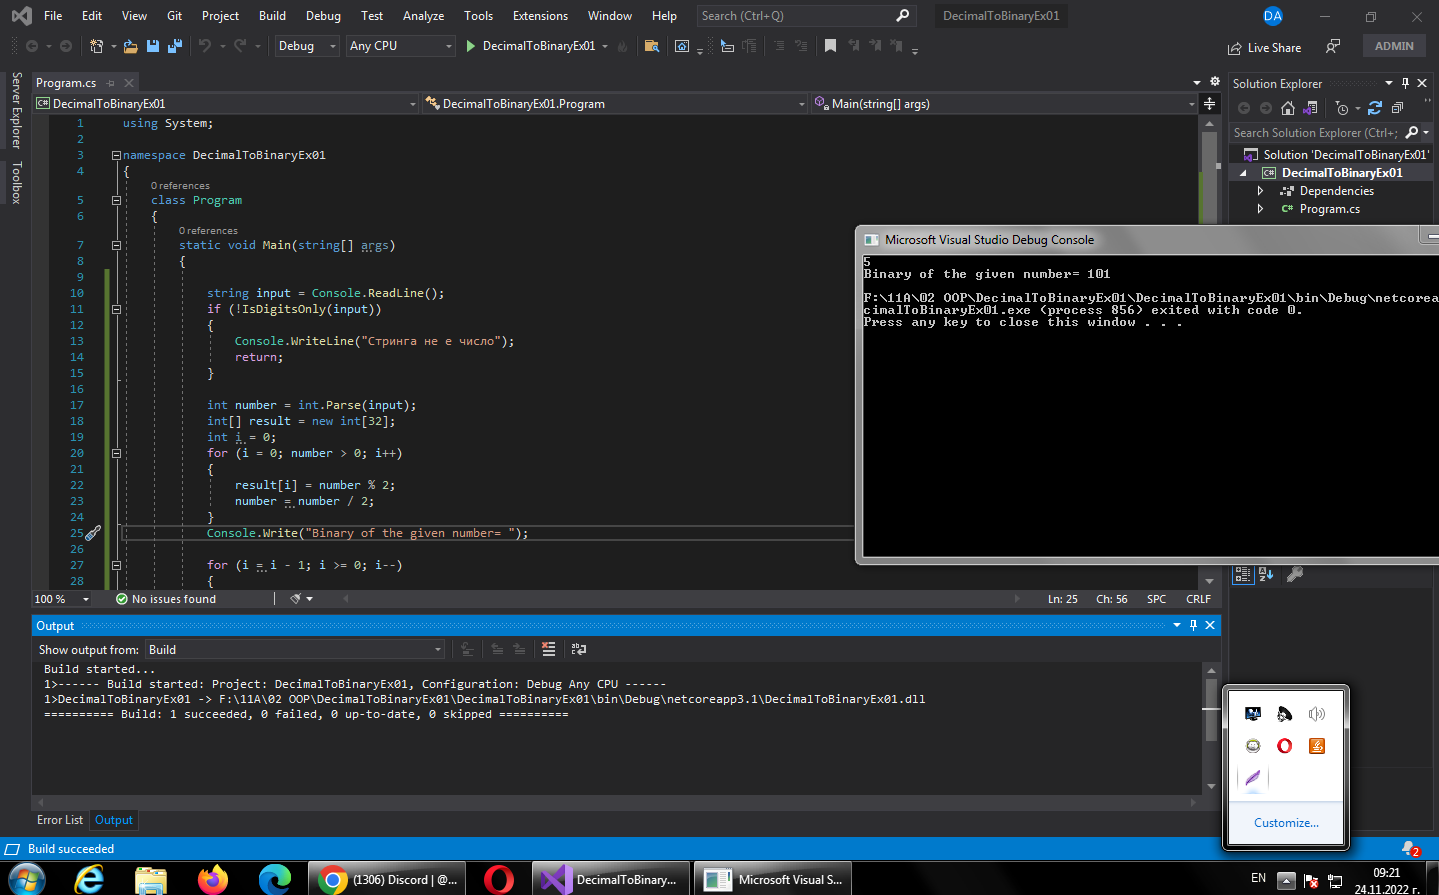 File Edit View Git Project Build Debug Test Analyze Tools Extensions Window Help Search (Ctrl+Q) DecimalToBinaryEx01 DA
Debug Any CPU DecimalToBinaryEx01 Live Share ADMIN
Server Explorer
Toolbox
Program.cs
DecimalToBinaryEx01 DecimalToBinaryEx01.Program Main(string[] args)
1 using System;
2
3 namespace DecimalToBinaryEx01
4 {
0 references
5 class Program
6 {
0 references
7 static void Main(string[] args)
8 {
9
10 string input = Console.ReadLine();
11 if (!IsDigitsOnly(input))
12 {
13 Console.WriteLine("Стринга не е число");
14 return;
15 }
16
17 int number = int.Parse(input);
18 int[] result = new int[32];
19 int i = 0;
20 for (i = 0; number > 0; i++)
21 {
22 result[i] = number % 2;
23 number = number / 2;
24 }
25 Console.Write("Binary of the given number= ");
26
27 for (i = i - 1; i >= 0; i--)
28 {
100 % No issues found Ln: 25 Ch: 56 SPC CRLF
Solution Explorer
Search Solution Explorer (Ctrl+;
Solution 'DecimalToBinaryEx01'
DecimalToBinaryEx01
Dependencies
C# Program.cs
Microsoft Visual Studio Debug Console
5
Binary of the given number= 101
F:\11A\02 OOP\DecimalToBinaryEx01\DecimalToBinaryEx01\bin\Debug\netcorea
cimalToBinaryEx01.exe (process 856) exited with code 0.
Press any key to close this window . . .
Output
Show output from: Build
Build started...
1>------ Build started: Project: DecimalToBinaryEx01, Configuration: Debug Any CPU ------
1>DecimalToBinaryEx01 -> F:\11A\02 OOP\DecimalToBinaryEx01\DecimalToBinaryEx01\bin\Debug\netcoreapp3.1\DecimalToBinaryEx01.dll
========== Build: 1 succeeded, 0 failed, 0 up-to-date, 0 skipped ==========
Error List Output
Customize...
Build succeeded 2
(1306) Discord | @... DecimalToBinary... Microsoft Visual S... EN 09:21
24.11.2022 г.